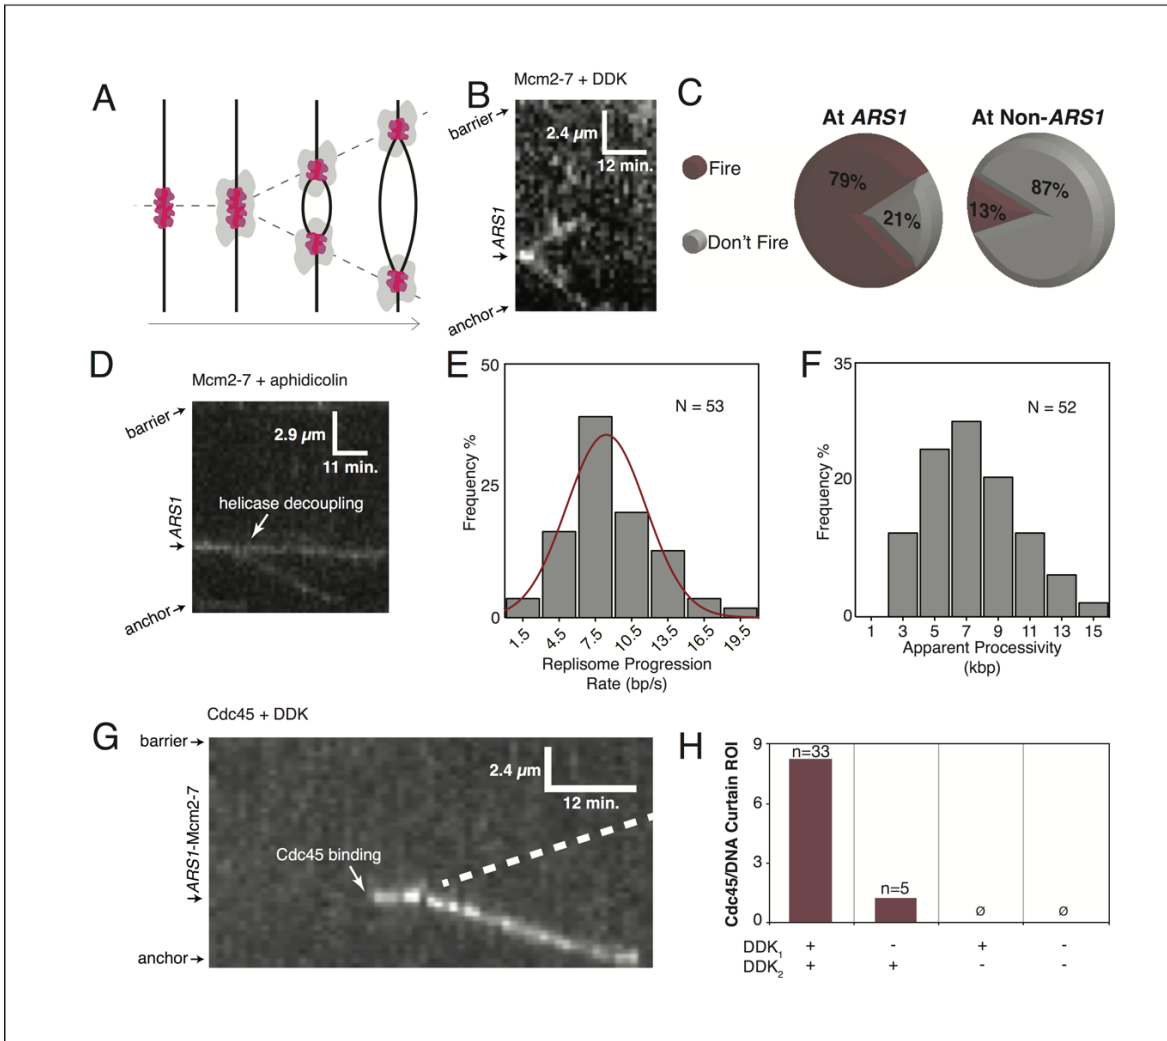 A
B
Mcm2-7 + DDK
barrier→
2.4 µm
12 min.
↓ARS1
anchor→
C
At ARS1
At Non-ARS1
Fire
Don't Fire
79%
21%
87%
13%
D
Mcm2-7 + aphidicolin
barrier→
2.9 µm
11 min.
helicase decoupling
↓ARS1
anchor→
E
50
25
0
Frequency %
N = 53
1.5 4.5 7.5 10.5 13.5 16.5 19.5
Replisome Progression
Rate (bp/s)
F
35
20
0
Frequency %
N = 52
1 3 5 7 9 11 13 15
Apparent Processivity
(kbp)
G
Cdc45 + DDK
barrier→
2.4 µm
12 min.
↓ARS1-Mcm2-7
Cdc45 binding
anchor→
H
Cdc45/DNA Curtain ROI
9
6
3
0
n=33
n=5
ø
ø
DDK₁ + - + -
DDK₂ + + - -